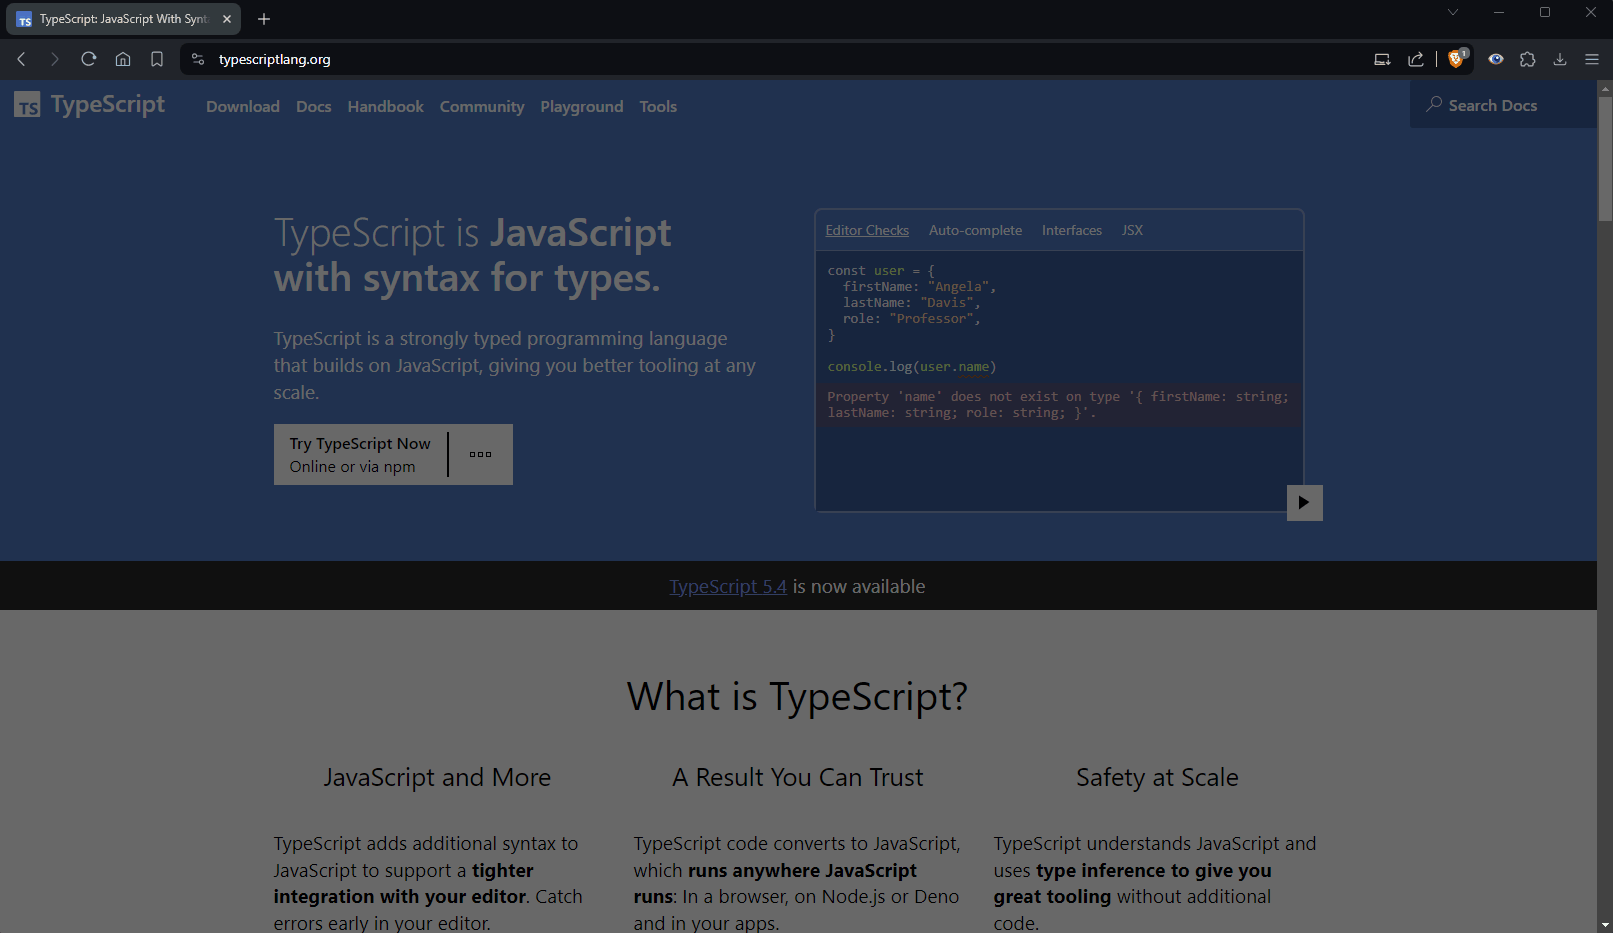 TypeScript: JavaScript With Synt
typescriptlang.org
1
TS TypeScript Download Docs Handbook Community Playground Tools Search Docs
TypeScript is JavaScript
with syntax for types.
TypeScript is a strongly typed programming language
that builds on JavaScript, giving you better tooling at any
scale.
Try TypeScript Now
Online or via npm
Editor Checks Auto-complete Interfaces JSX
const user = {
firstName: "Angela",
lastName: "Davis",
role: "Professor",
}
console.log(user.name)
Property 'name' does not exist on type '{ firstName: string;
lastName: string; role: string; }'.
TypeScript 5.4 is now available
What is TypeScript?
JavaScript and More
TypeScript adds additional syntax to
JavaScript to support a tighter
integration with your editor. Catch
errors early in your editor.
A Result You Can Trust
TypeScript code converts to JavaScript,
which runs anywhere JavaScript
runs: In a browser, on Node.js or Deno
and in your apps.
Safety at Scale
TypeScript understands JavaScript and
uses type inference to give you
great tooling without additional
code.